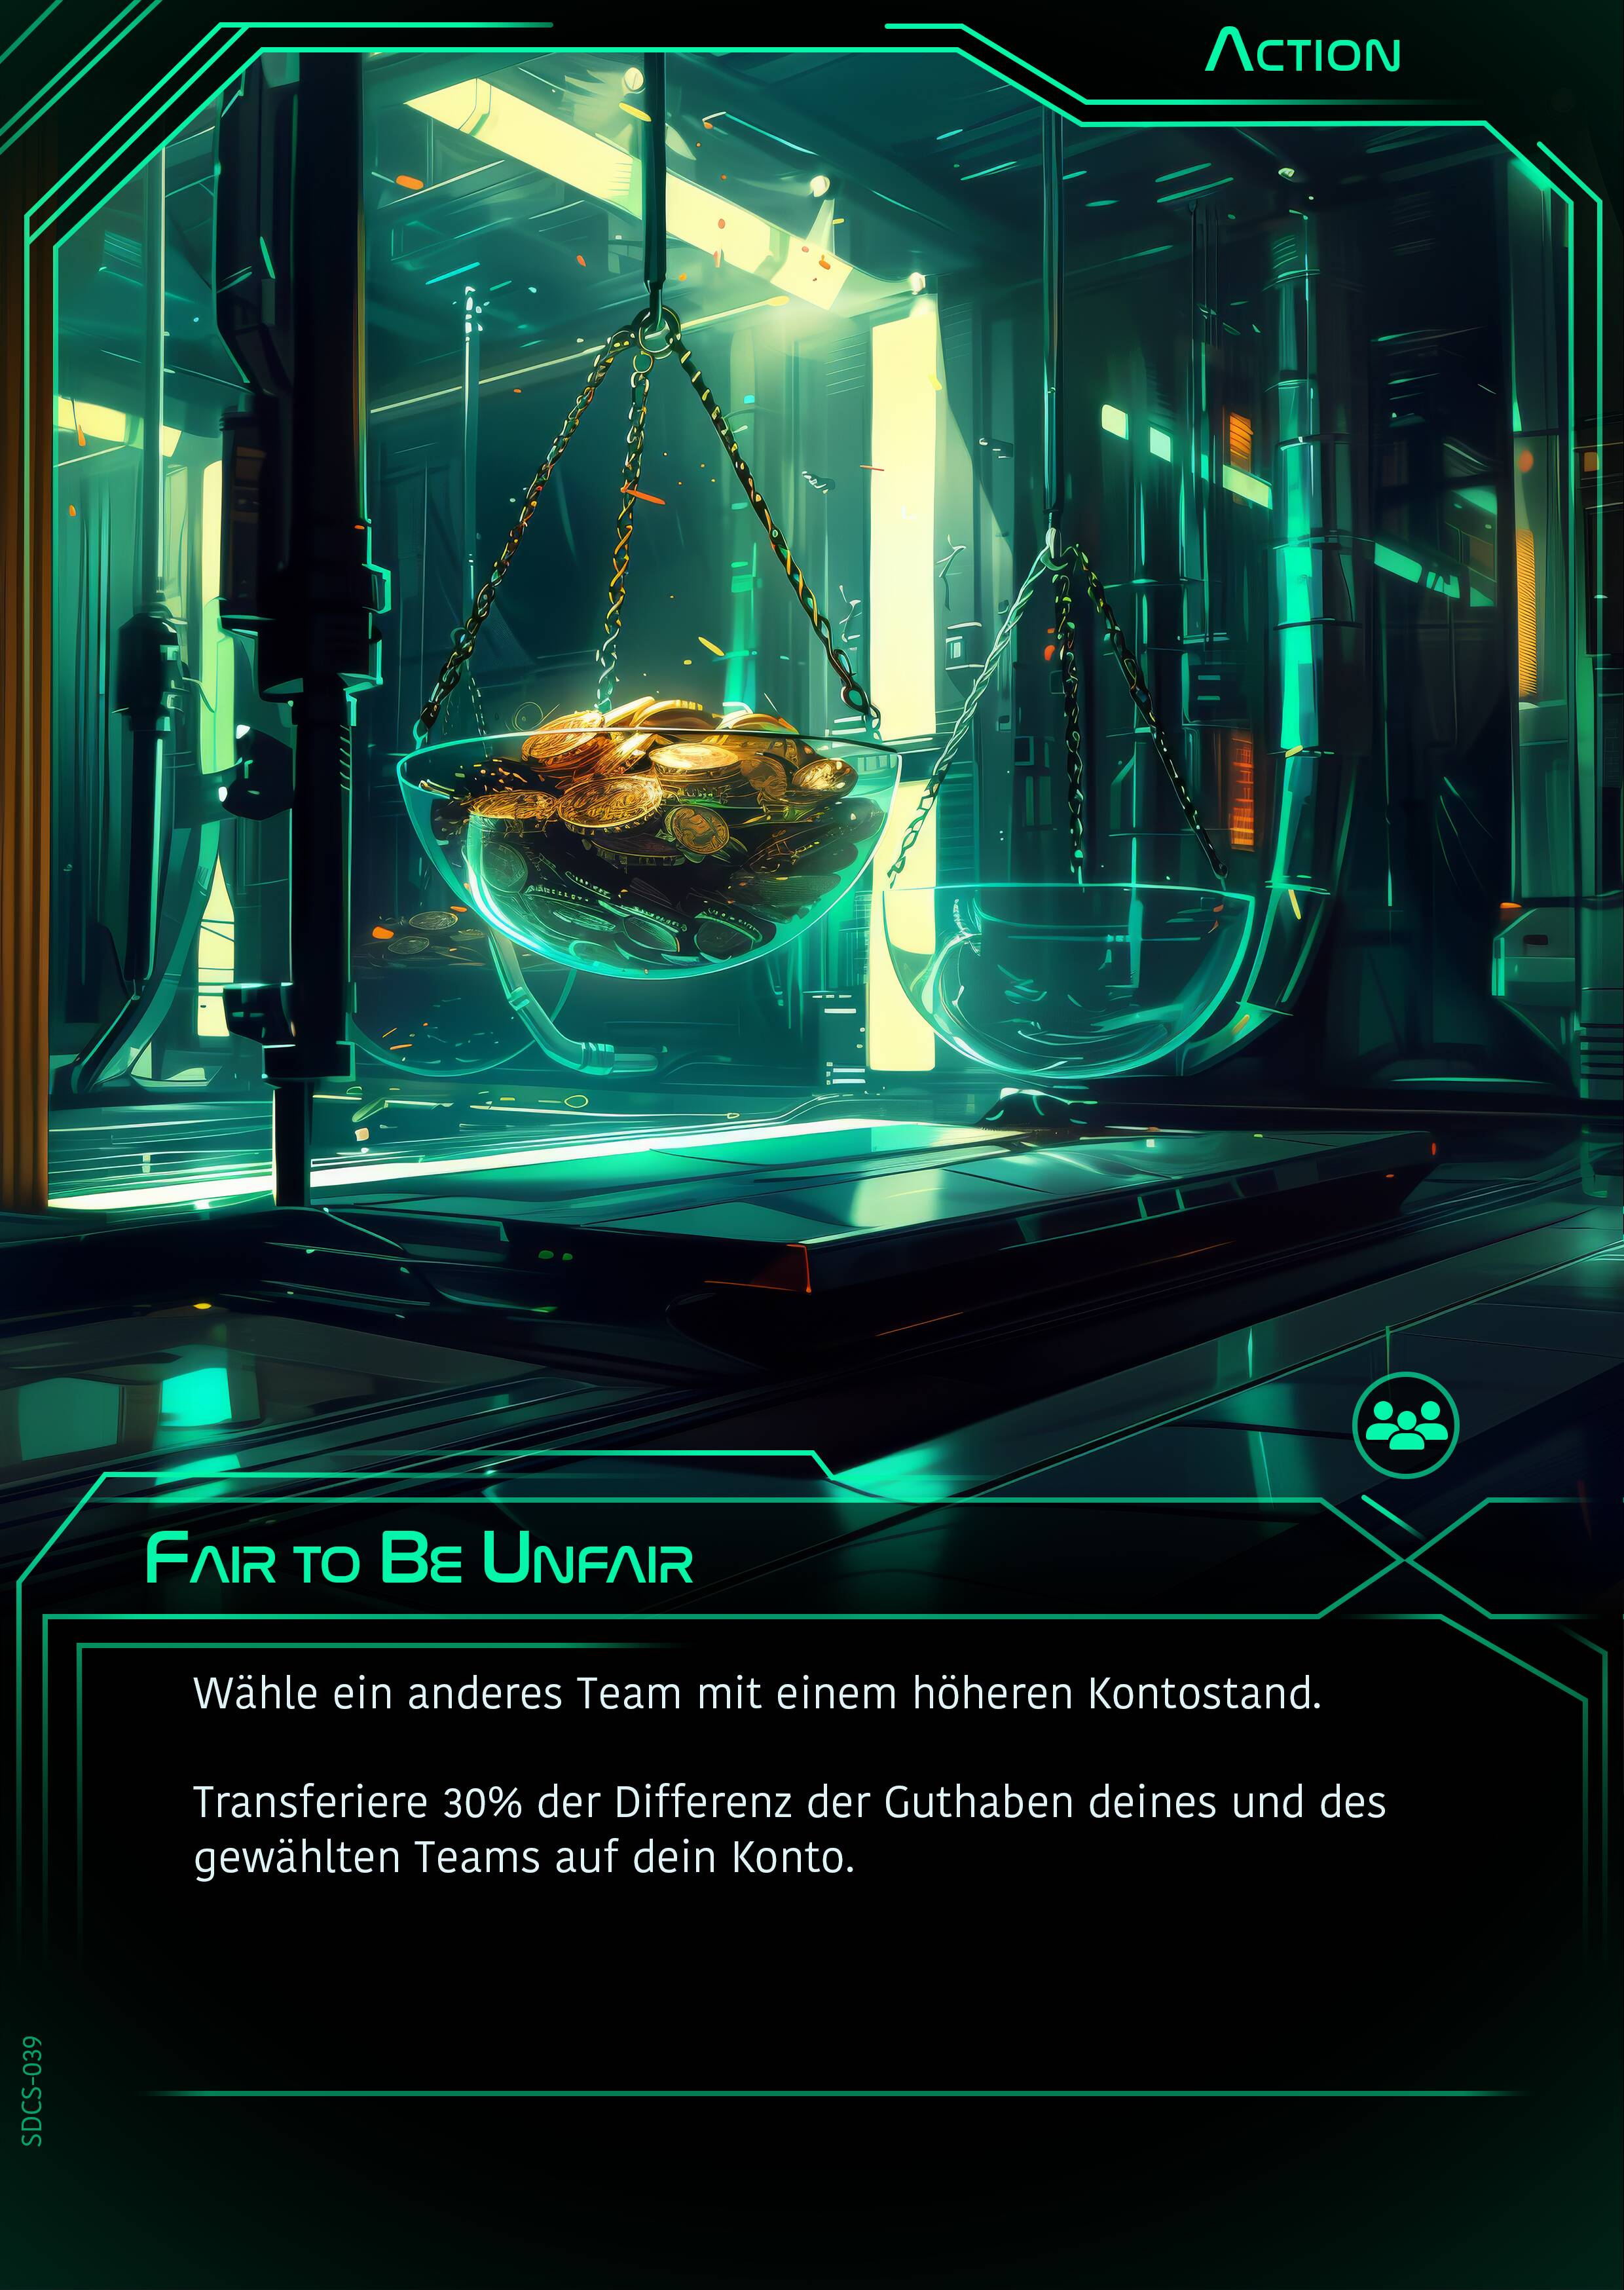 Action
Fair to Be Unfair
Wähle ein anderes Team mit einem höheren Kontostand.
Transferiere 30% der Differenz der Guthaben deines und des
gewählten Teams auf dein Konto.
SDCS-039